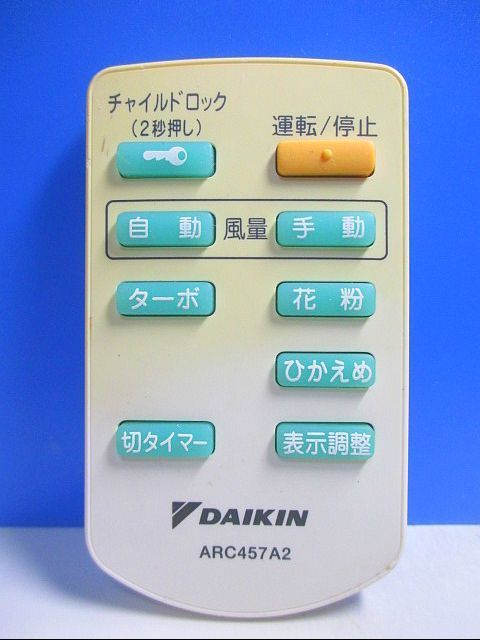 チャイルドロック
(2秒押し)
運転/停止
自動 風量 手動
ターボ 花粉
ひかえめ
切タイマー 表示調整
DAIKIN
ARC457A2